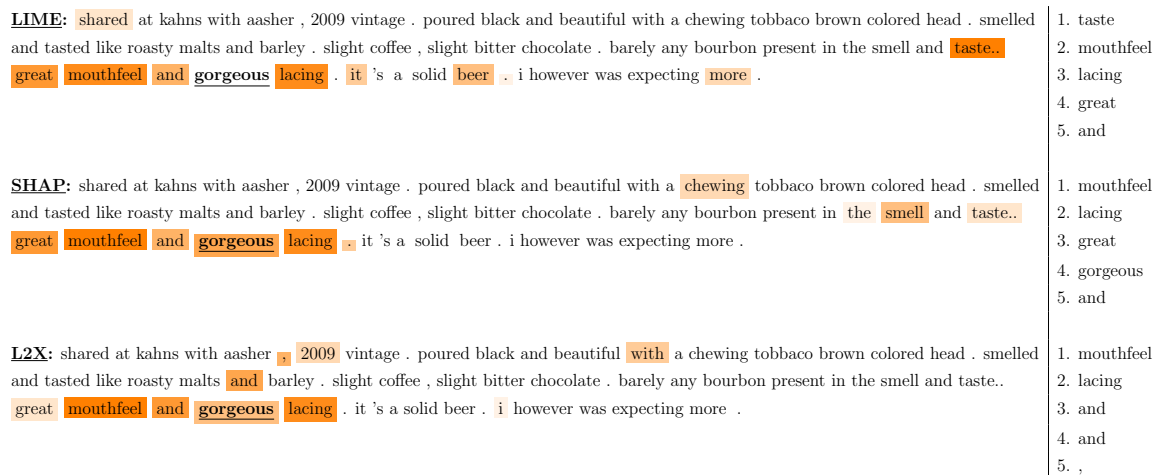 LIME: shared at kahns with aasher , 2009 vintage . poured black and beautiful with a chewing tobbaco brown colored head . smelled
and tasted like roasty malts and barley . slight coffee , slight bitter chocolate . barely any bourbon present in the smell and taste..
great mouthfeel and gorgeous lacing . it 's a solid beer . i however was expecting more .
1. taste
2. mouthfeel
3. lacing
4. great
5. and
SHAP: shared at kahns with aasher , 2009 vintage . poured black and beautiful with a chewing tobbaco brown colored head . smelled
and tasted like roasty malts and barley . slight coffee , slight bitter chocolate . barely any bourbon present in the smell and taste..
great mouthfeel and gorgeous lacing . it 's a solid beer . i however was expecting more .
1. mouthfeel
2. lacing
3. great
4. gorgeous
5. and
L2X: shared at kahns with aasher , 2009 vintage . poured black and beautiful with a chewing tobbaco brown colored head . smelled
and tasted like roasty malts and barley . slight coffee , slight bitter chocolate . barely any bourbon present in the smell and taste..
great mouthfeel and gorgeous lacing . it 's a solid beer . i however was expecting more .
1. mouthfeel
2. lacing
3. and
4. and
5. ,